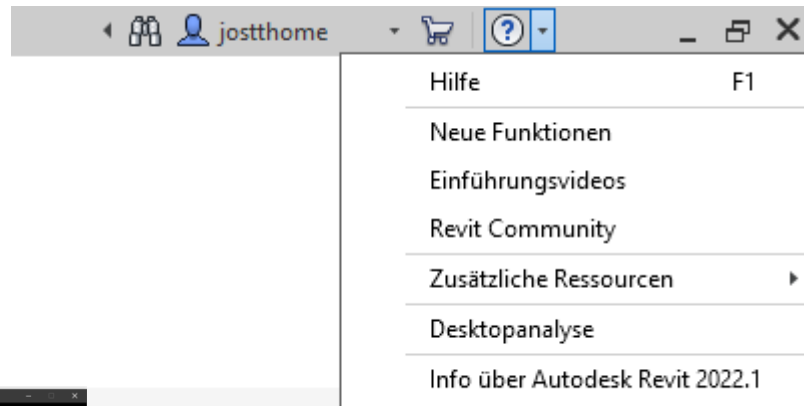 jostthome
Hilfe F1
Neue Funktionen
Einführungsvideos
Revit Community
Zusätzliche Ressourcen
Desktopanalyse
Info über Autodesk Revit 2022.1